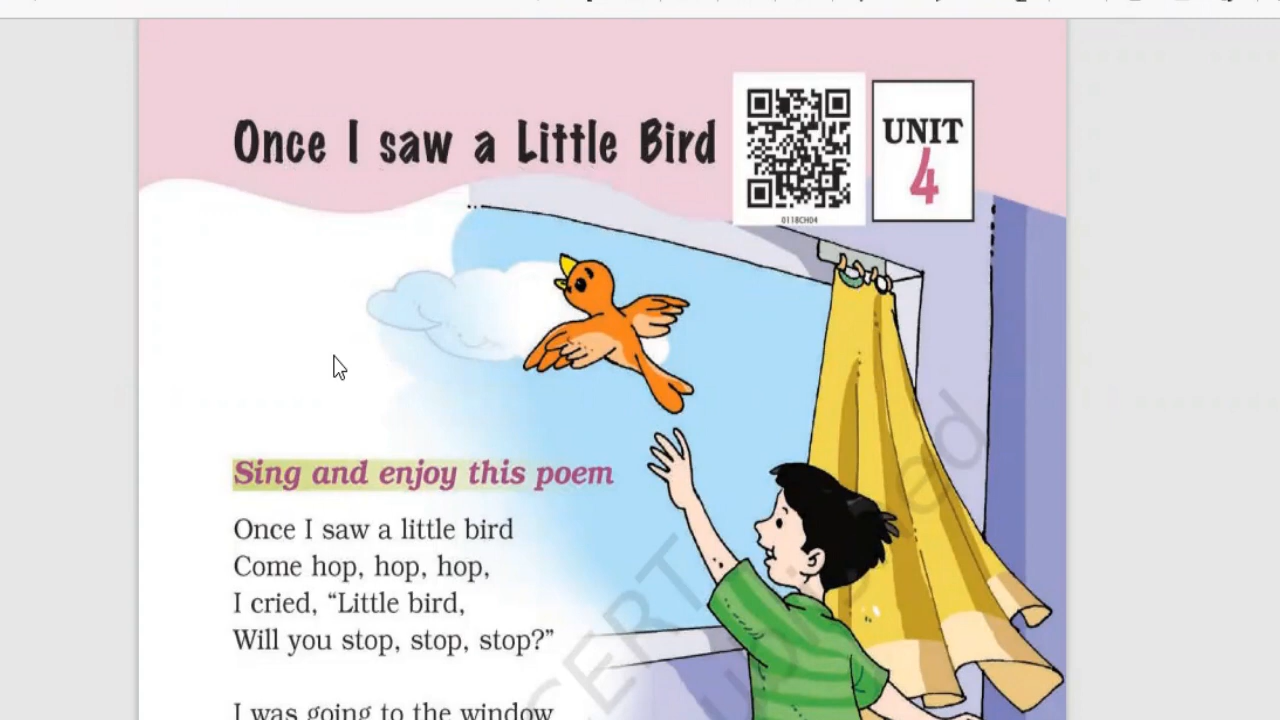 Once I saw a Little Bird
UNIT
4
0118CH04
Sing and enjoy this poem
Once I saw a little bird
Come hop, hop, hop,
I cried, “Little bird,
Will you stop, stop, stop?”
I was going to the window